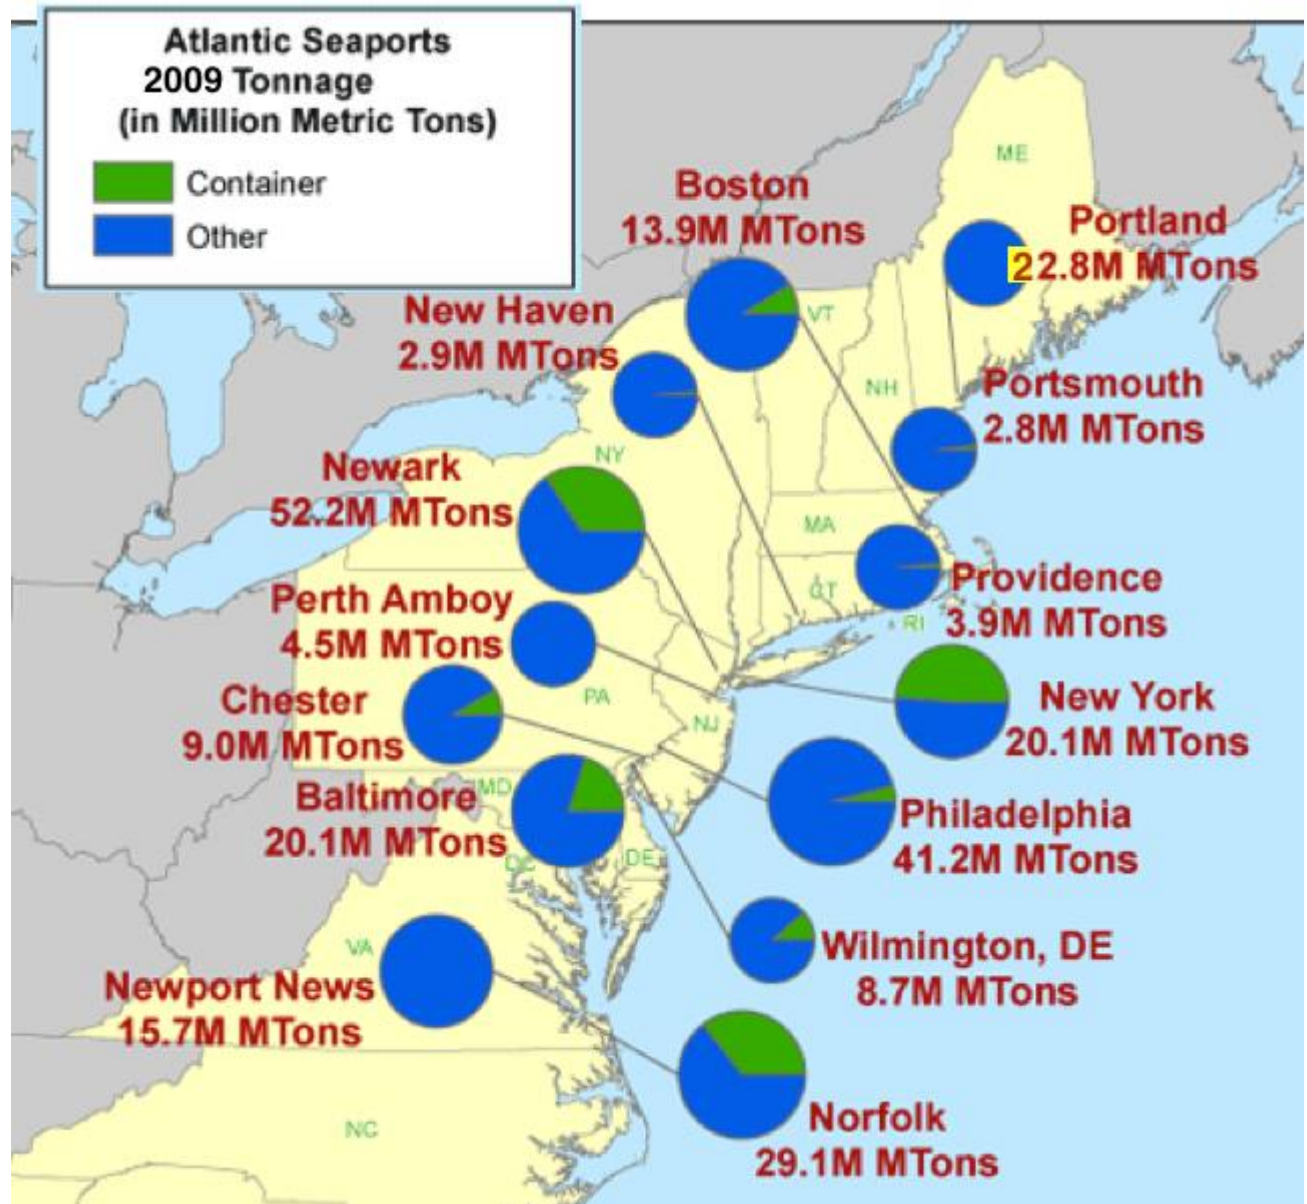 Atlantic Seaports
2009 Tonnage
(in Million Metric Tons)
Container
Other
ME
Boston
13.9M MTons
Portland
22.8M MTons
New Haven
2.9M MTons
VT
NH
Portsmouth
2.8M MTons
NY
Newark
52.2M MTons
MA
CT
Providence
3.9M MTons
RI
Perth Amboy
4.5M MTons
PA
NJ
New York
20.1M MTons
Chester
9.0M MTons
MD
Baltimore
20.1M MTons
DC
DE
Philadelphia
41.2M MTons
VA
Wilmington, DE
8.7M MTons
Newport News
15.7M MTons
NC
Norfolk
29.1M MTons